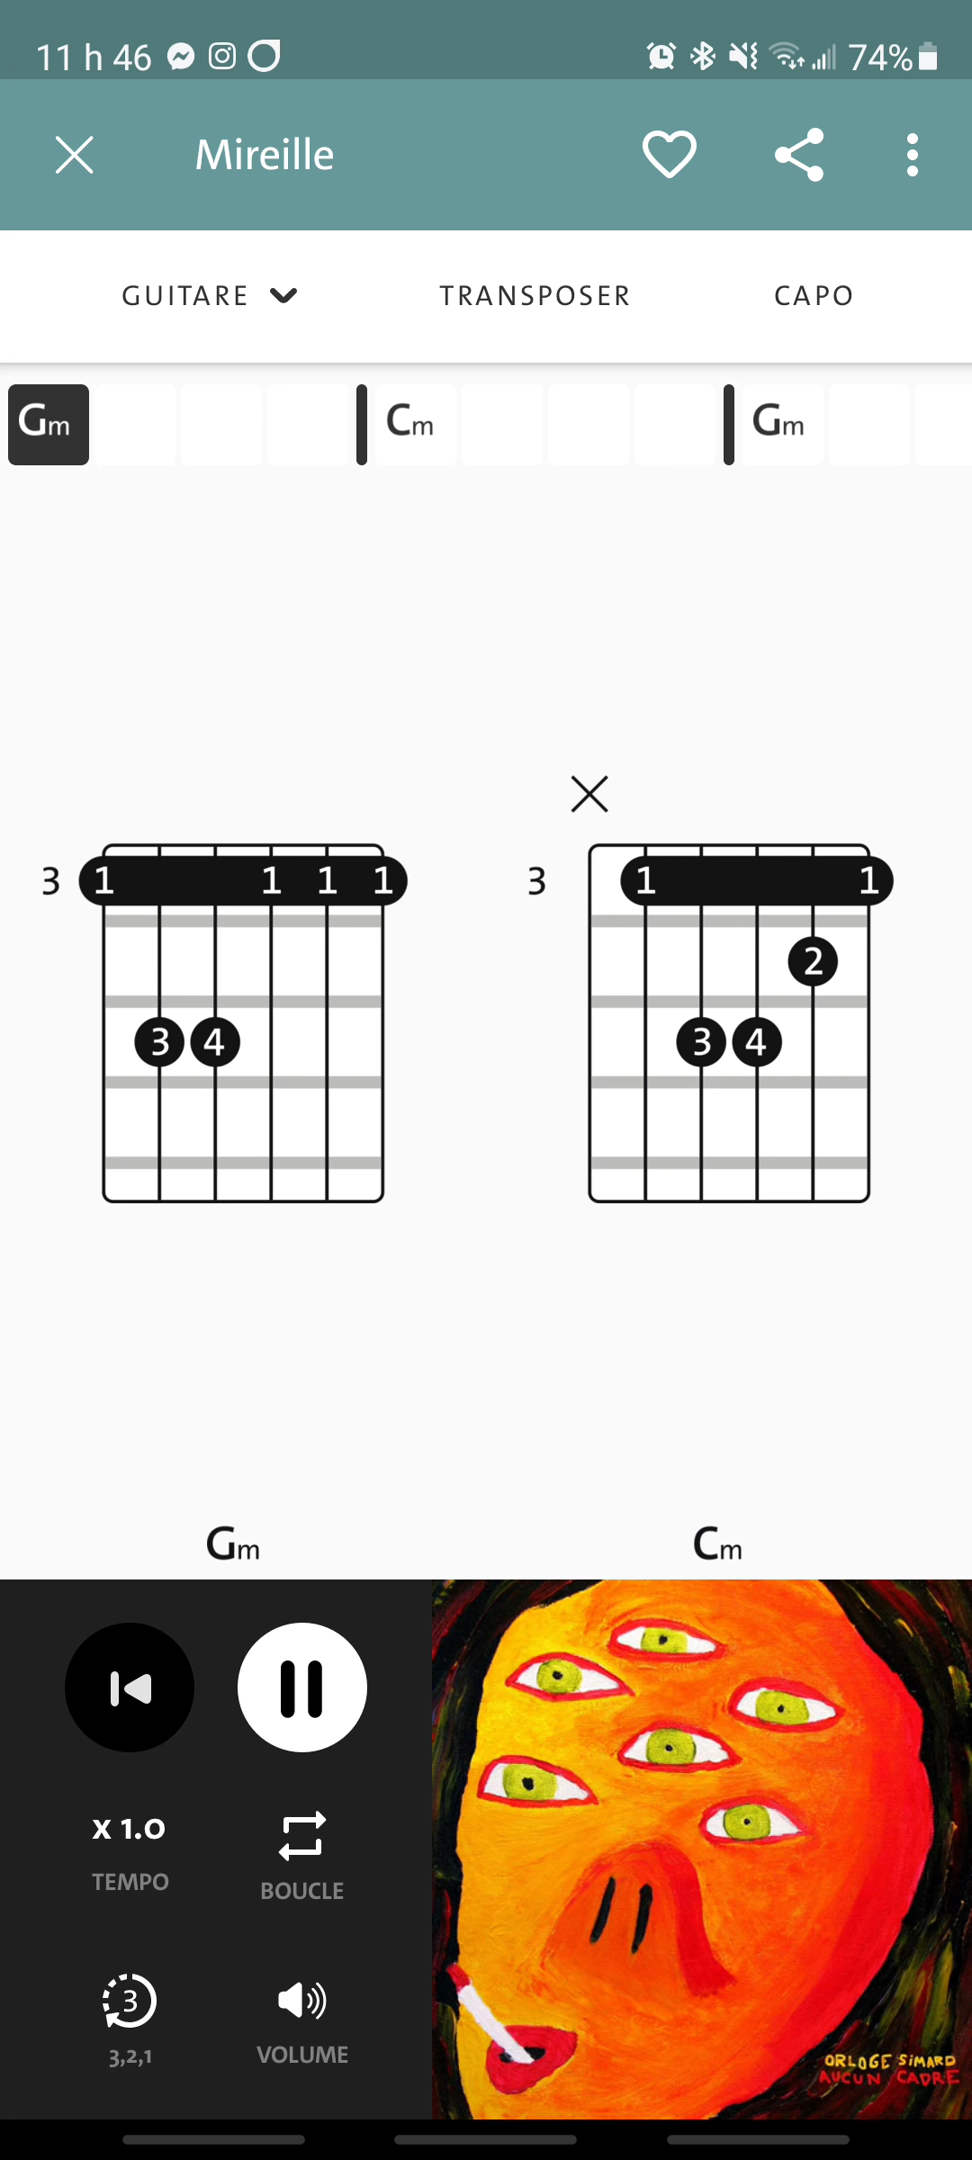 11 h 46 74%
Mireille
GUITARE TRANSPOSER CAPO
Gm Cm Gm
3 1 1 1 1
3 4
3 1 1
2
3 4
Gm Cm
x 1.0
TEMPO
BOUCLE
3
3,2,1
VOLUME
ORLOGE SIMARD
AUCUN CADRE